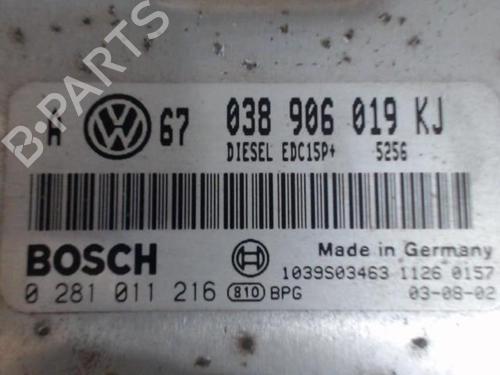 B-PARTS
A VW 67 038 906 019 KJ
DIESEL EDC15P+ 5256
BOSCH
Made in Germany
1039S03463 1126 0157
0 281 011 216 810 BPG 03-08-02